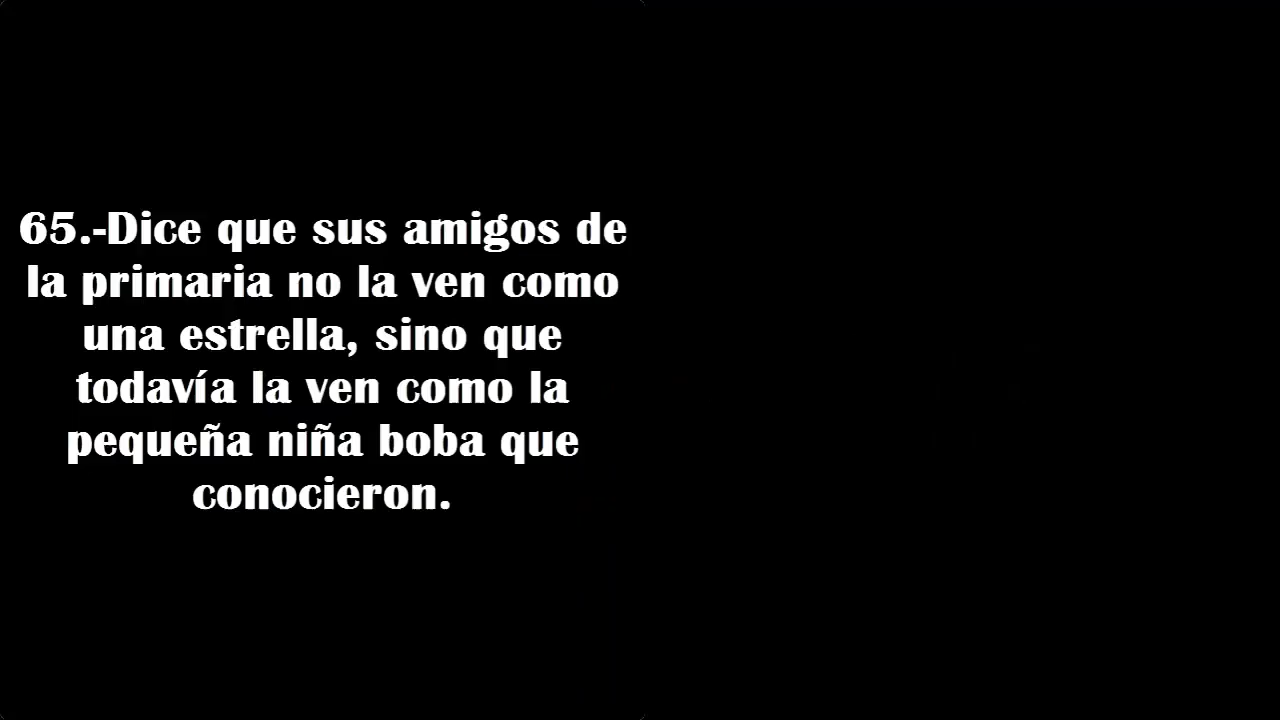 65.-Dice que sus amigos de
la primaria no la ven como
una estrella, sino que
todavía la ven como la
pequeña niña boba que
conocieron.